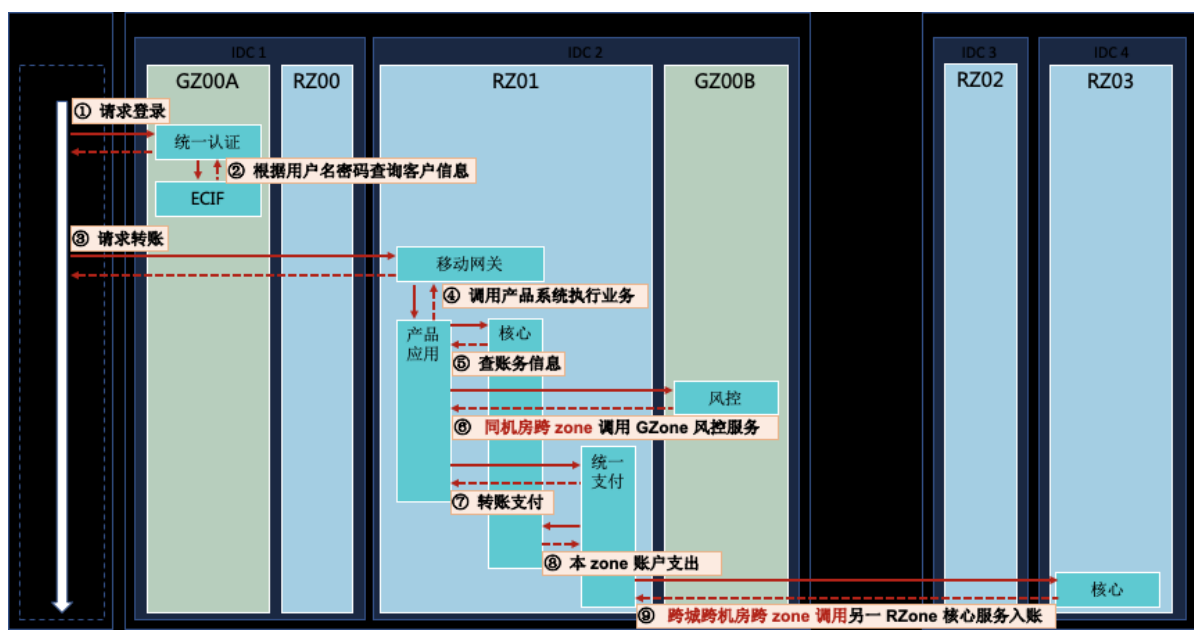 IDC 1
IDC 2
IDC 3
IDC 4
GZ00A
RZ00
RZ01
GZ00B
RZ02
RZ03
① 请求登录
统一认证
② 根据用户名密码查询客户信息
ECIF
③ 请求转账
移动网关
④ 调用产品系统执行业务
产品
应用
核心
⑤ 查账务信息
风控
⑥ 同机房跨 zone 调用 GZone 风控服务
统一
支付
⑦ 转账支付
⑧ 本 zone 账户支出
核心
⑨ 跨城跨机房跨 zone 调用另一 RZone 核心服务入账